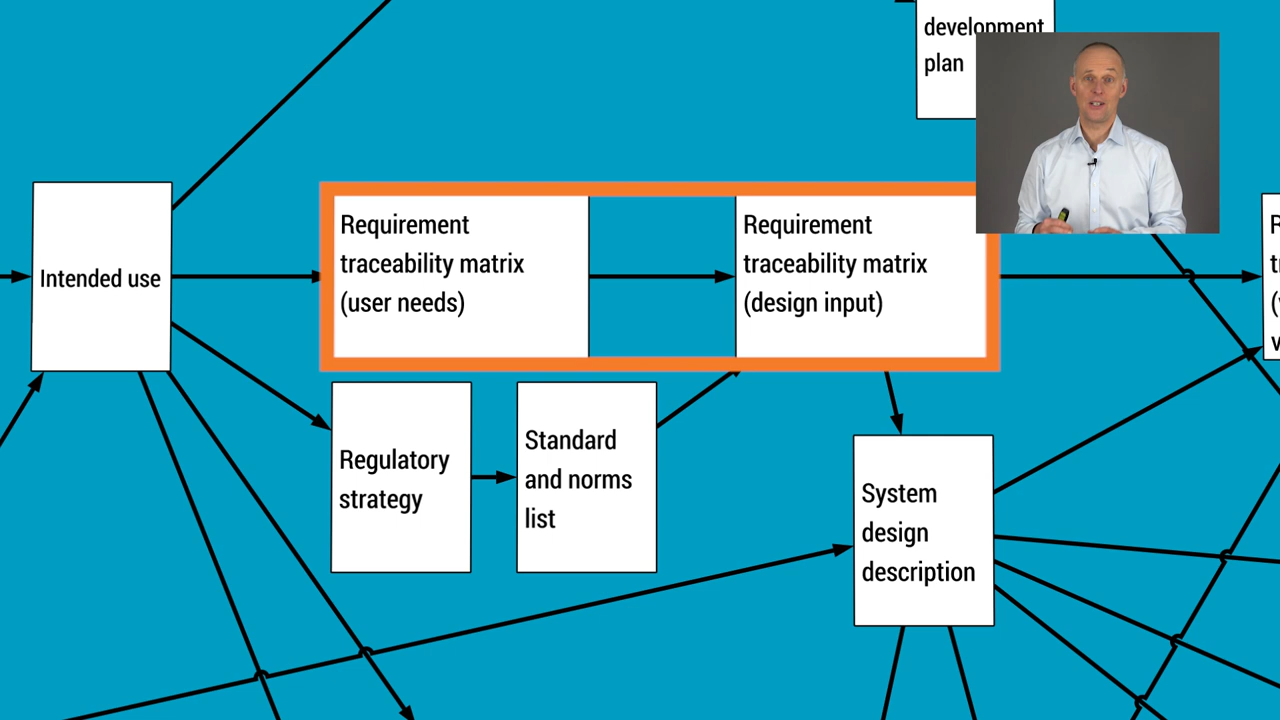 development
plan
Intended use
Requirement
traceability matrix
(user needs)
Requirement
traceability matrix
(design input)
Regulatory
strategy
Standard
and norms
list
System
design
description